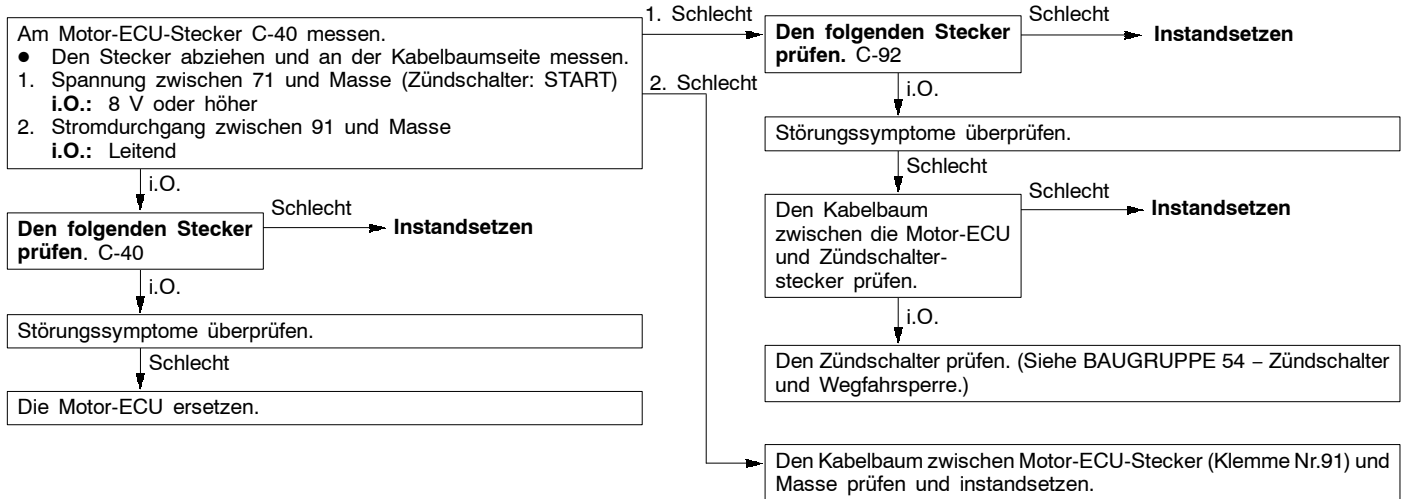 Am Motor-ECU-Stecker C-40 messen.
● Den Stecker abziehen und an der Kabelbaumseite messen.
1. Spannung zwischen 71 und Masse (Zündschalter: START)
i.O.: 8 V oder höher
2. Stromdurchgang zwischen 91 und Masse
i.O.: Leitend
i.O.
Den folgenden Stecker
prüfen. C-40
Schlecht
Instandsetzen
i.O.
Störungssymptome überprüfen.
Schlecht
Die Motor-ECU ersetzen.
1. Schlecht
2. Schlecht
Den folgenden Stecker
prüfen. C-92
Schlecht
Instandsetzen
i.O.
Störungssymptome überprüfen.
Schlecht
Den Kabelbaum
zwischen die Motor-ECU
und Zündschalter-
stecker prüfen.
Schlecht
Instandsetzen
i.O.
Den Zündschalter prüfen. (Siehe BAUGRUPPE 54 – Zündschalter
und Wegfahrsperre.)
Den Kabelbaum zwischen Motor-ECU-Stecker (Klemme Nr.91) und
Masse prüfen und instandsetzen.